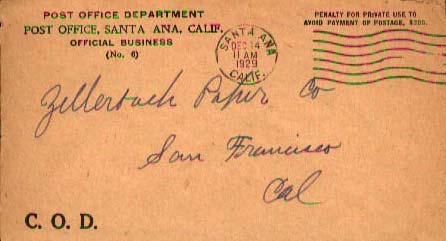 POST OFFICE DEPARTMENT
POST OFFICE, SANTA ANA, CALIF.
OFFICIAL BUSINESS
(No. 6)
SANTA ANA
DEC 14
11 AM
1929
CALIF.
PENALTY FOR PRIVATE USE TO
AVOID PAYMENT OF POSTAGE, $300.
Zellerbach Paper Co
San Francisco
Cal
C. O. D.